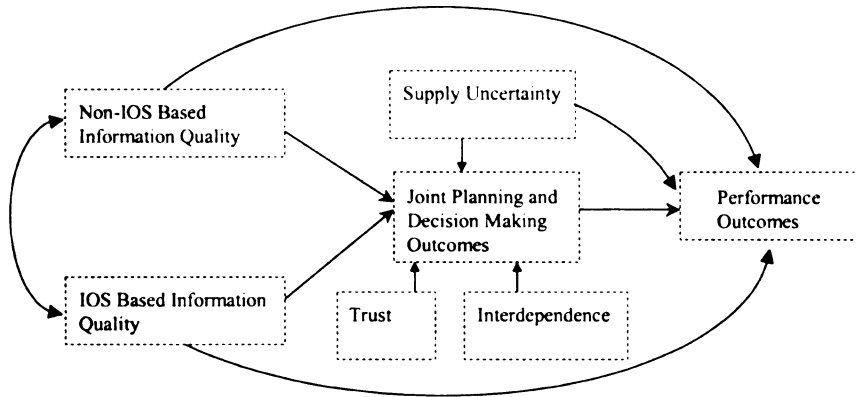 Non-IOS Based
Information Quality
Supply Uncertainty
Joint Planning and
Decision Making
Outcomes
Performance
Outcomes
IOS Based Information
Quality
Trust
Interdependence